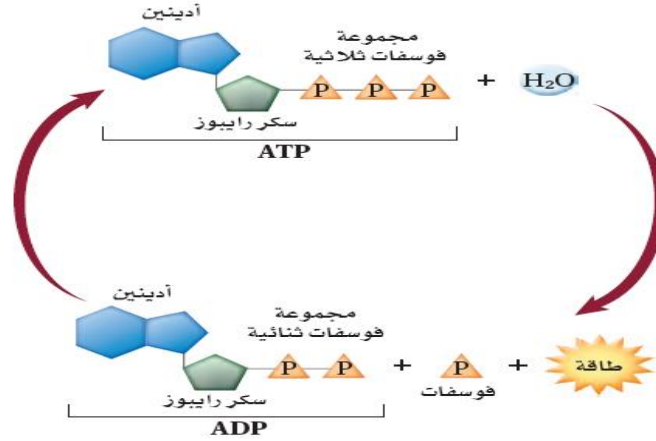 أدينين
مجموعة
فوسفات ثلاثية
P P P + H₂O
سكر رايبوز
ATP
أدينين
مجموعة
فوسفات ثنائية
P P + P + طاقة
فوسفات
سكر رايبوز
ADP